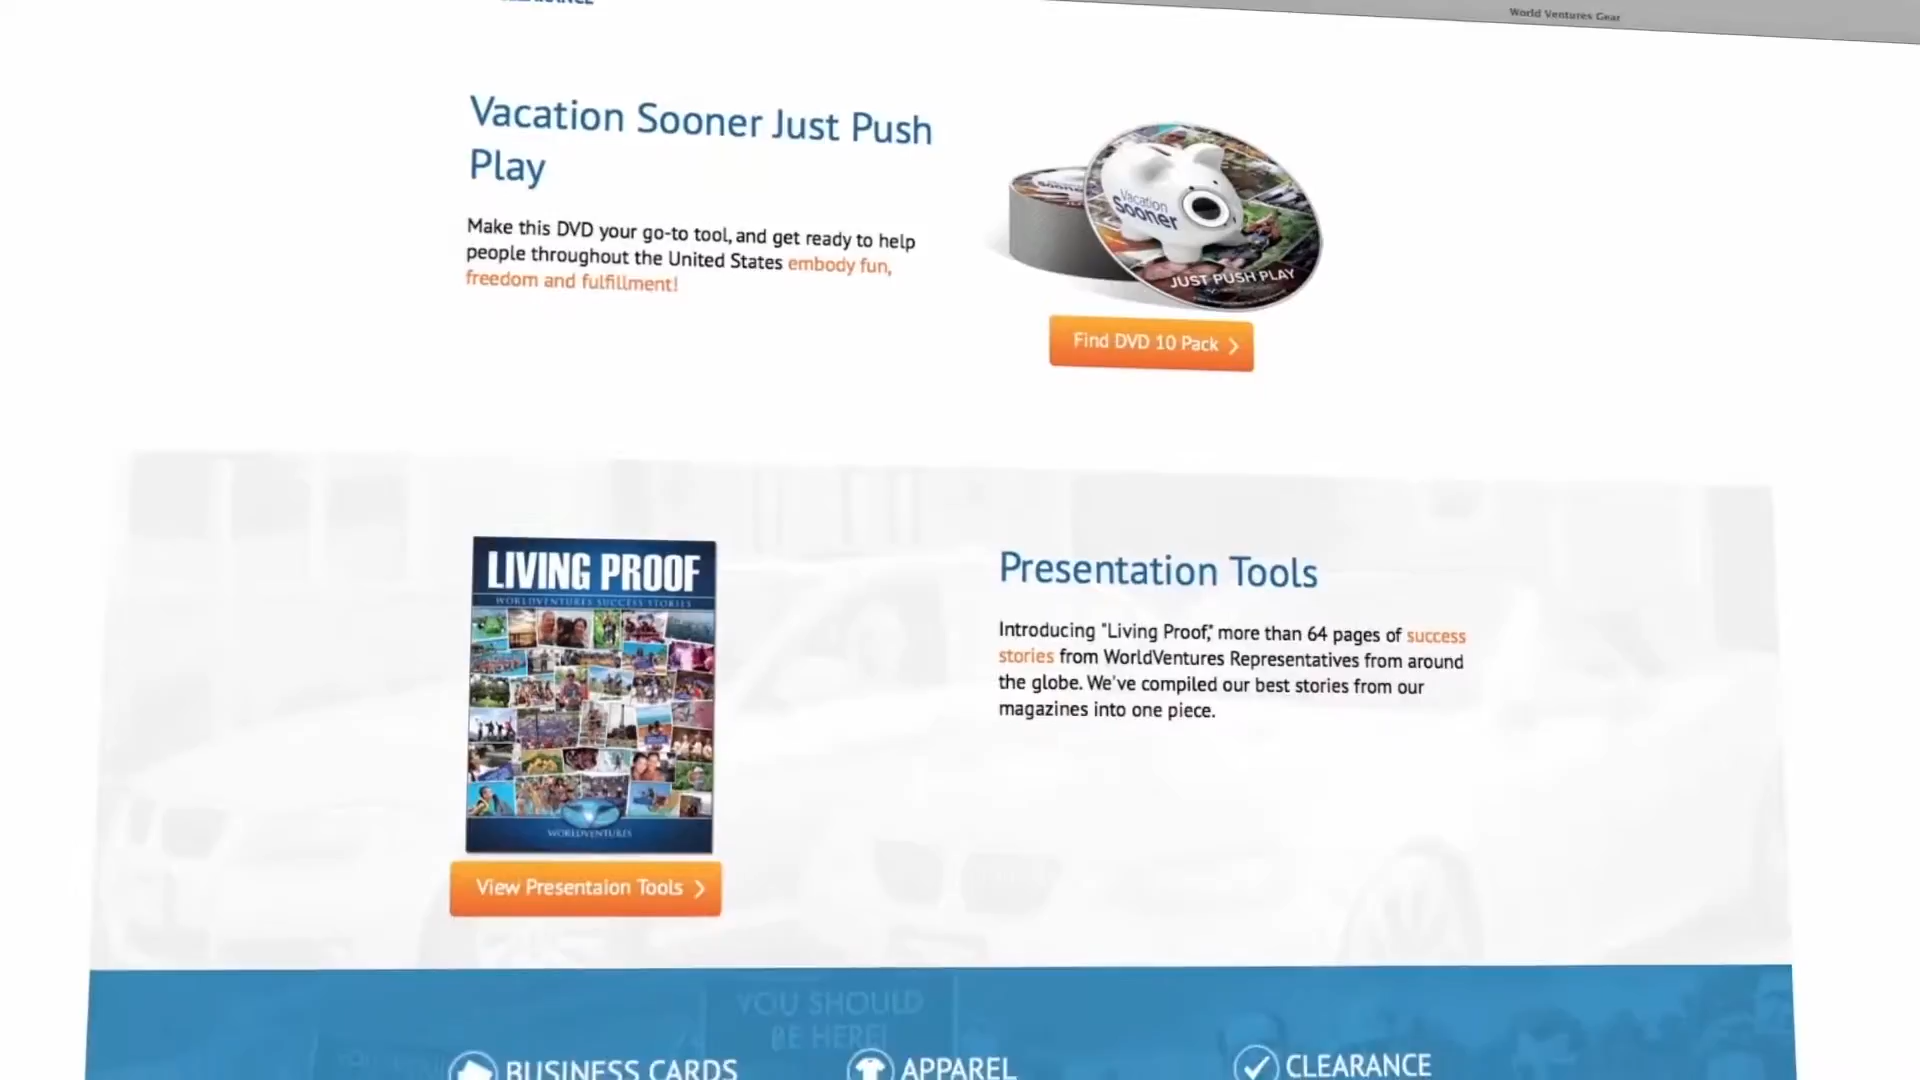 CLEARANCE
World Ventures Gear
Vacation Sooner Just Push
Play
Make this DVD your go-to tool, and get ready to help
people throughout the United States embody fun,
freedom and fulfillment!
Vacation
Sooner
JUST PUSH PLAY
Find DVD 10 Pack
LIVING PROOF
WORLDVENTURES SUCCESS STORIES
WORLDVENTURES
View Presentaion Tools
Presentation Tools
Introducing "Living Proof," more than 64 pages of success
stories from WorldVentures Representatives from around
the globe. We've compiled our best stories from our
magazines into one piece.
YOU SHOULD
BE HERE!
BUSINESS CARDS
APPAREL
CLEARANCE